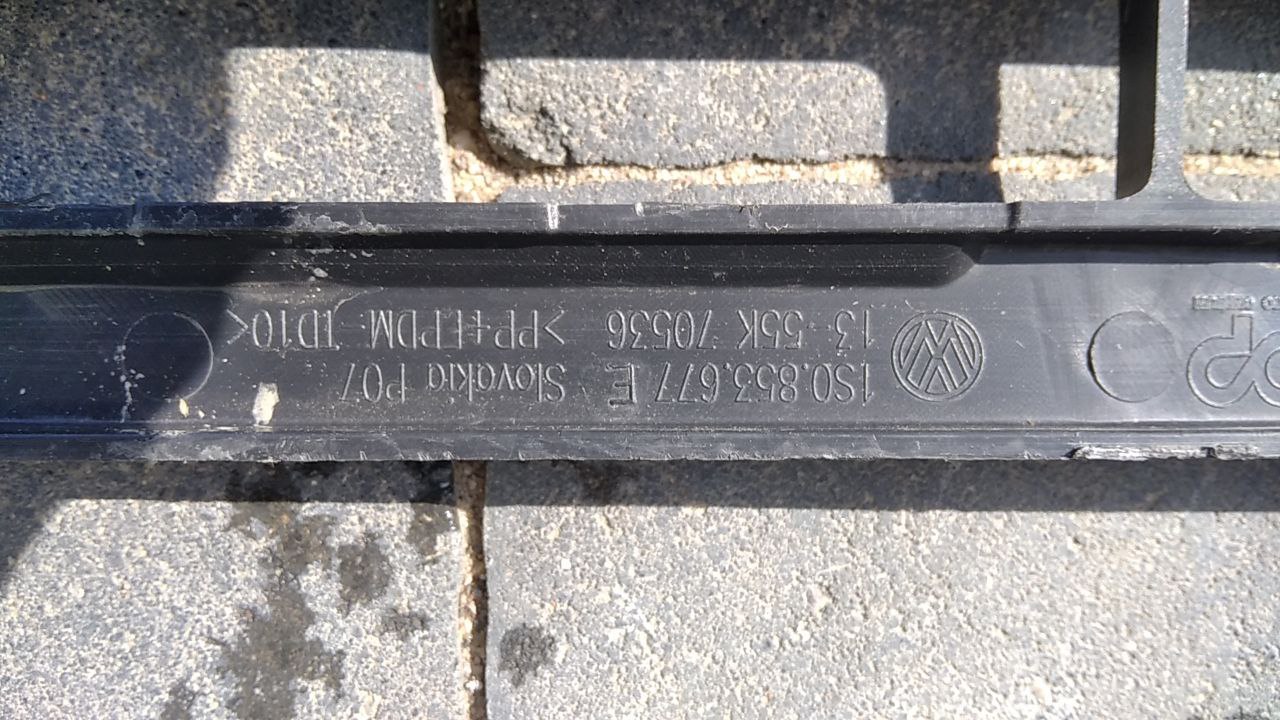 1S0.853.677 E Slovakia P07
13 55K 70536 >PP+EPDM TD10<